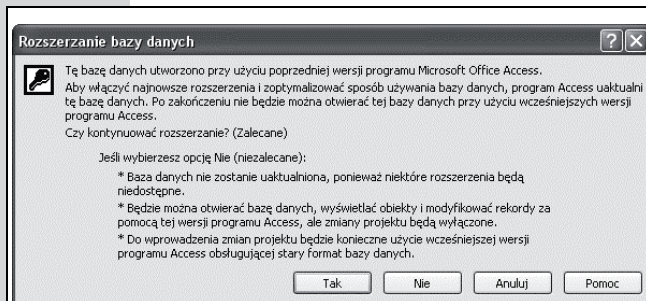 Rozszerzanie bazy danych
Tę bazę danych utworzono przy użyciu poprzedniej wersji programu Microsoft Office Access.
Aby włączyć najnowsze rozszerzenia i zoptymalizować sposób używania bazy danych, program Access uaktualni
tę bazę danych. Po zakończeniu nie będzie można otwierać tej bazy danych przy użyciu wcześniejszych wersji
programu Access.
Czy kontynuować rozszerzanie? (Zalecane)
Jeśli wybierzesz opcję Nie (niezalecane):
* Baza danych nie zostanie uaktualniona, ponieważ niektóre rozszerzenia będą
niedostępne.
* Będzie można otwierać bazę danych, wyświetlać obiekty i modyfikować rekordy za
pomocą tej wersji programu Access, ale zmiany projektu będą wyłączone.
* Do wprowadzenia zmian projektu będzie konieczne użycie wcześniejszej wersji
programu Access obsługującej stary format bazy danych.
Tak Nie Anuluj Pomoc